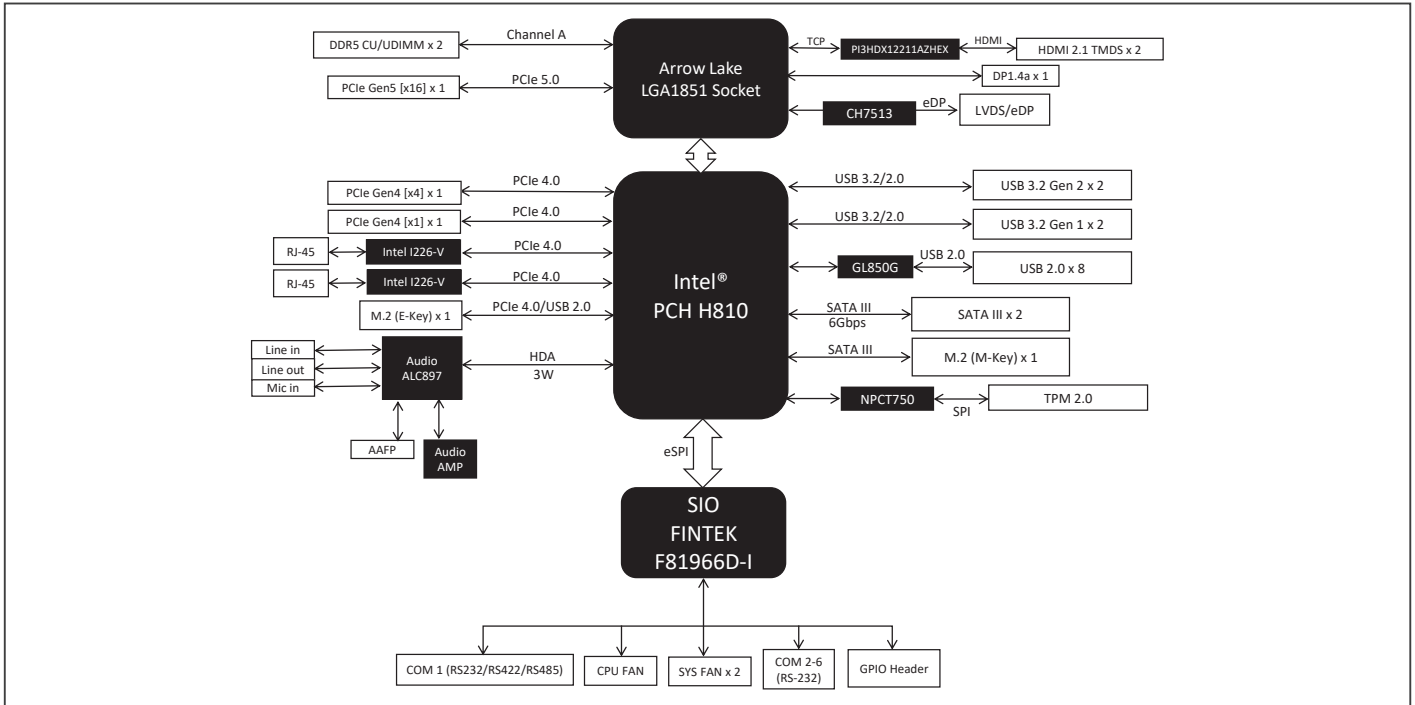 DDR5 CU/UDIMM x 2
Channel A
PCIe Gen5 [x16] x 1
PCIe 5.0
Arrow Lake
LGA1851 Socket
TCP
PI3HDX12211AZHEX
HDMI
HDMI 2.1 TMDS x 2
DP1.4a x 1
CH7513
eDP
LVDS/eDP
PCIe Gen4 [x4] x 1
PCIe 4.0
PCIe Gen4 [x1] x 1
PCIe 4.0
RJ-45
Intel I226-V
PCIe 4.0
RJ-45
Intel I226-V
PCIe 4.0
M.2 (E-Key) x 1
PCIe 4.0/USB 2.0
Line in
Line out
Mic in
Audio
ALC897
HDA
3W
AAFP
Audio
AMP
Intel®
PCH H810
USB 3.2/2.0
USB 3.2 Gen 2 x 2
USB 3.2/2.0
USB 3.2 Gen 1 x 2
GL850G
USB 2.0
USB 2.0 x 8
SATA III
6Gbps
SATA III x 2
SATA III
M.2 (M-Key) x 1
NPCT750
SPI
TPM 2.0
eSPI
SIO
FINTEK
F81966D-I
COM 1 (RS232/RS422/RS485)
CPU FAN
SYS FAN x 2
COM 2-6
(RS-232)
GPIO Header